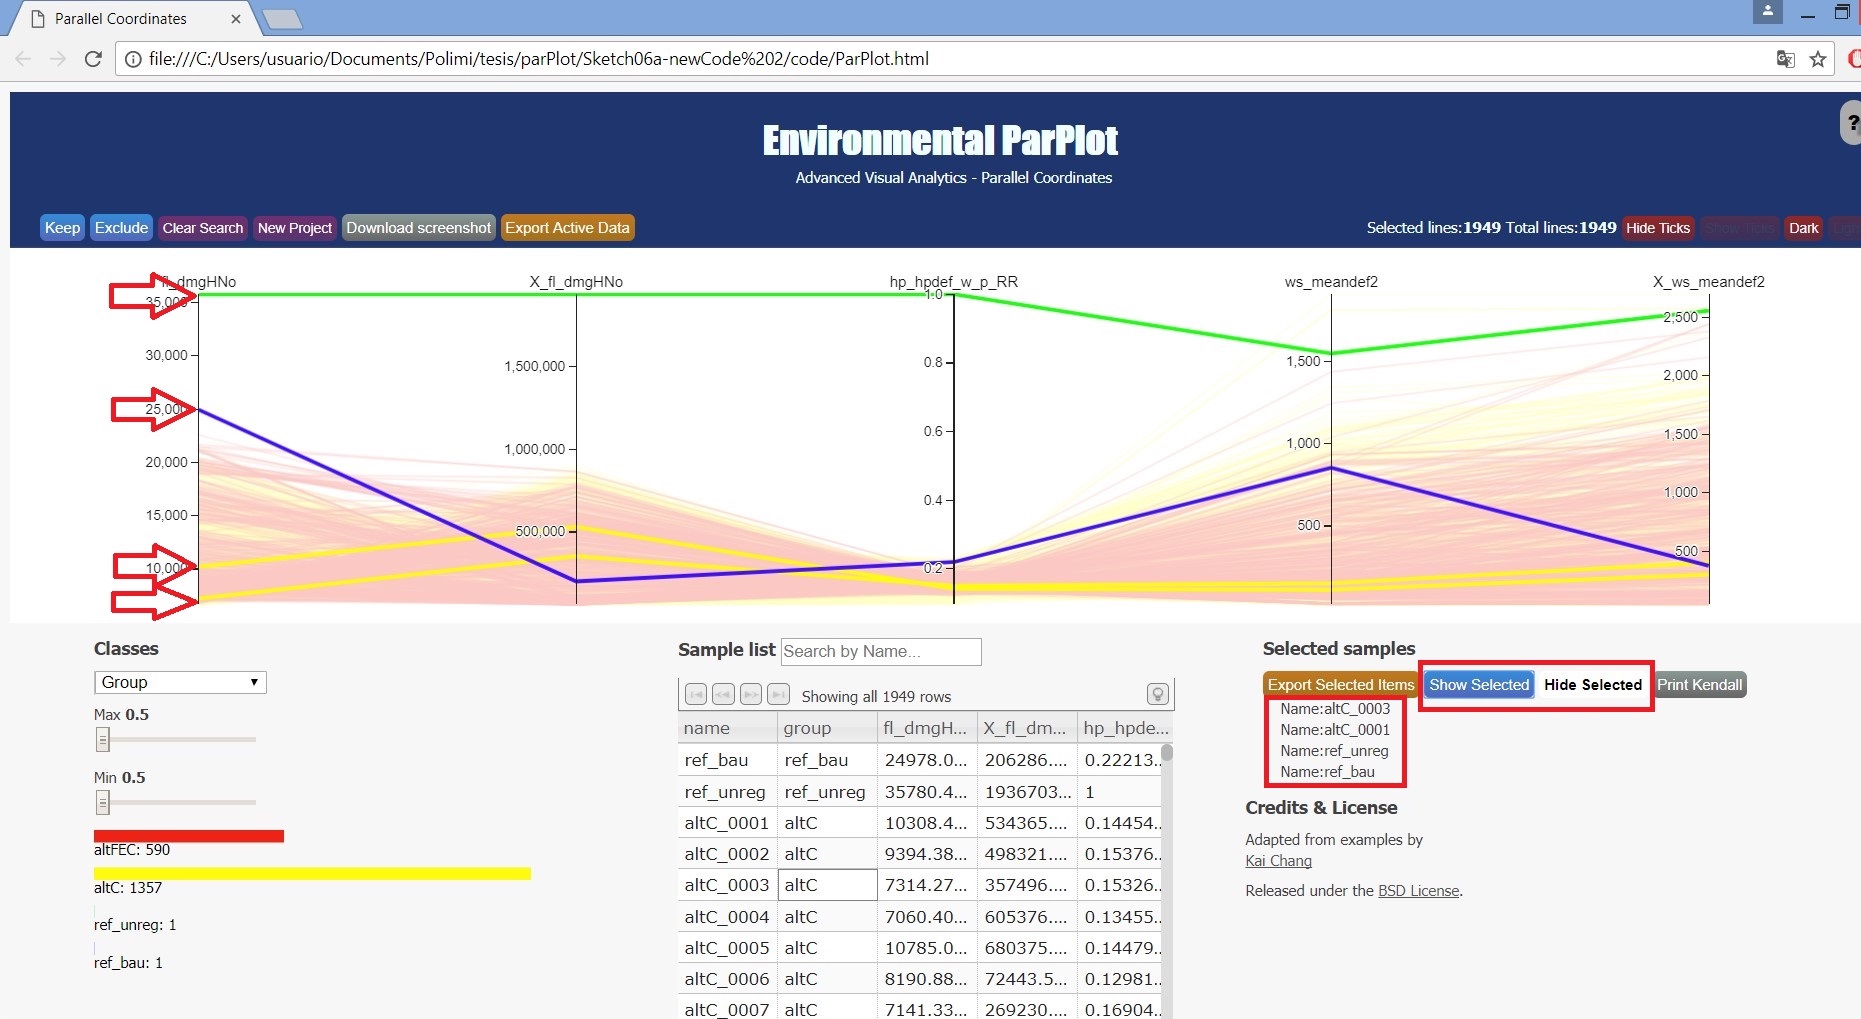 Parallel Coordinates
file:///C:/Users/usuario/Documents/Polimi/tesis/parPlot/Sketch06a-newCode%202/code/ParPlot.html
?
Environmental ParPlot
Advanced Visual Analytics - Parallel Coordinates
Keep Exclude Clear Search New Project Download screenshot Export Active Data Selected lines:1949 Total lines:1949 Hide Ticks Show Ticks Dark
fl_dmgHNo X_fl_dmgHNo hp_hpdef_w_p_RR ws_meandef2 X_ws_meandef2
35,000
30,000
25,000
20,000
15,000
10,000
1,500,000
1,000,000
500,000
1.0
0.8
0.6
0.4
0.2
1,500
1,000
500
2,500
2,000
1,500
1,000
500
Classes
Group
Max 0.5
Min 0.5
altFEC: 590
altC: 1357
ref_unreg: 1
ref_bau: 1
Sample list Search by Name...
Showing all 1949 rows
name group fl_dmgH... X_fl_dm... hp_hpde...
ref_bau ref_bau 24978.0... 206286.... 0.22213..
ref_unreg ref_unreg 35780.4... 1936703... 1
altC_0001 altC 10308.4... 534365.... 0.14454..
altC_0002 altC 9394.38... 498321.... 0.15376..
altC_0003 altC 7314.27... 357496.... 0.15326..
altC_0004 altC 7060.40... 605376.... 0.13455..
altC_0005 altC 10785.0... 680375.... 0.14479..
altC_0006 altC 8190.88... 72443.5... 0.12981..
altC_0007 altC 7141.33... 269230.... 0.16904..
Selected samples
Export Selected Items Show Selected Hide Selected Print Kendall
Name:altC_0003
Name:altC_0001
Name:ref_unreg
Name:ref_bau
Credits & License
Adapted from examples by
Kai Chang
Released under the BSD License.